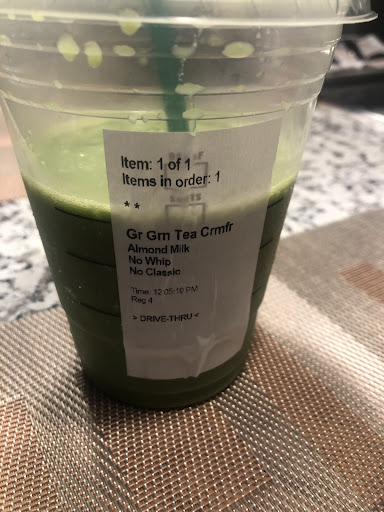 Item: 1 of 1
Items in order: 1
* *
Gr Grn Tea Crmfr
Almond Milk
No Whip
No Classic
Time: 12:05:10 PM
Reg 4
> DRIVE-THRU <